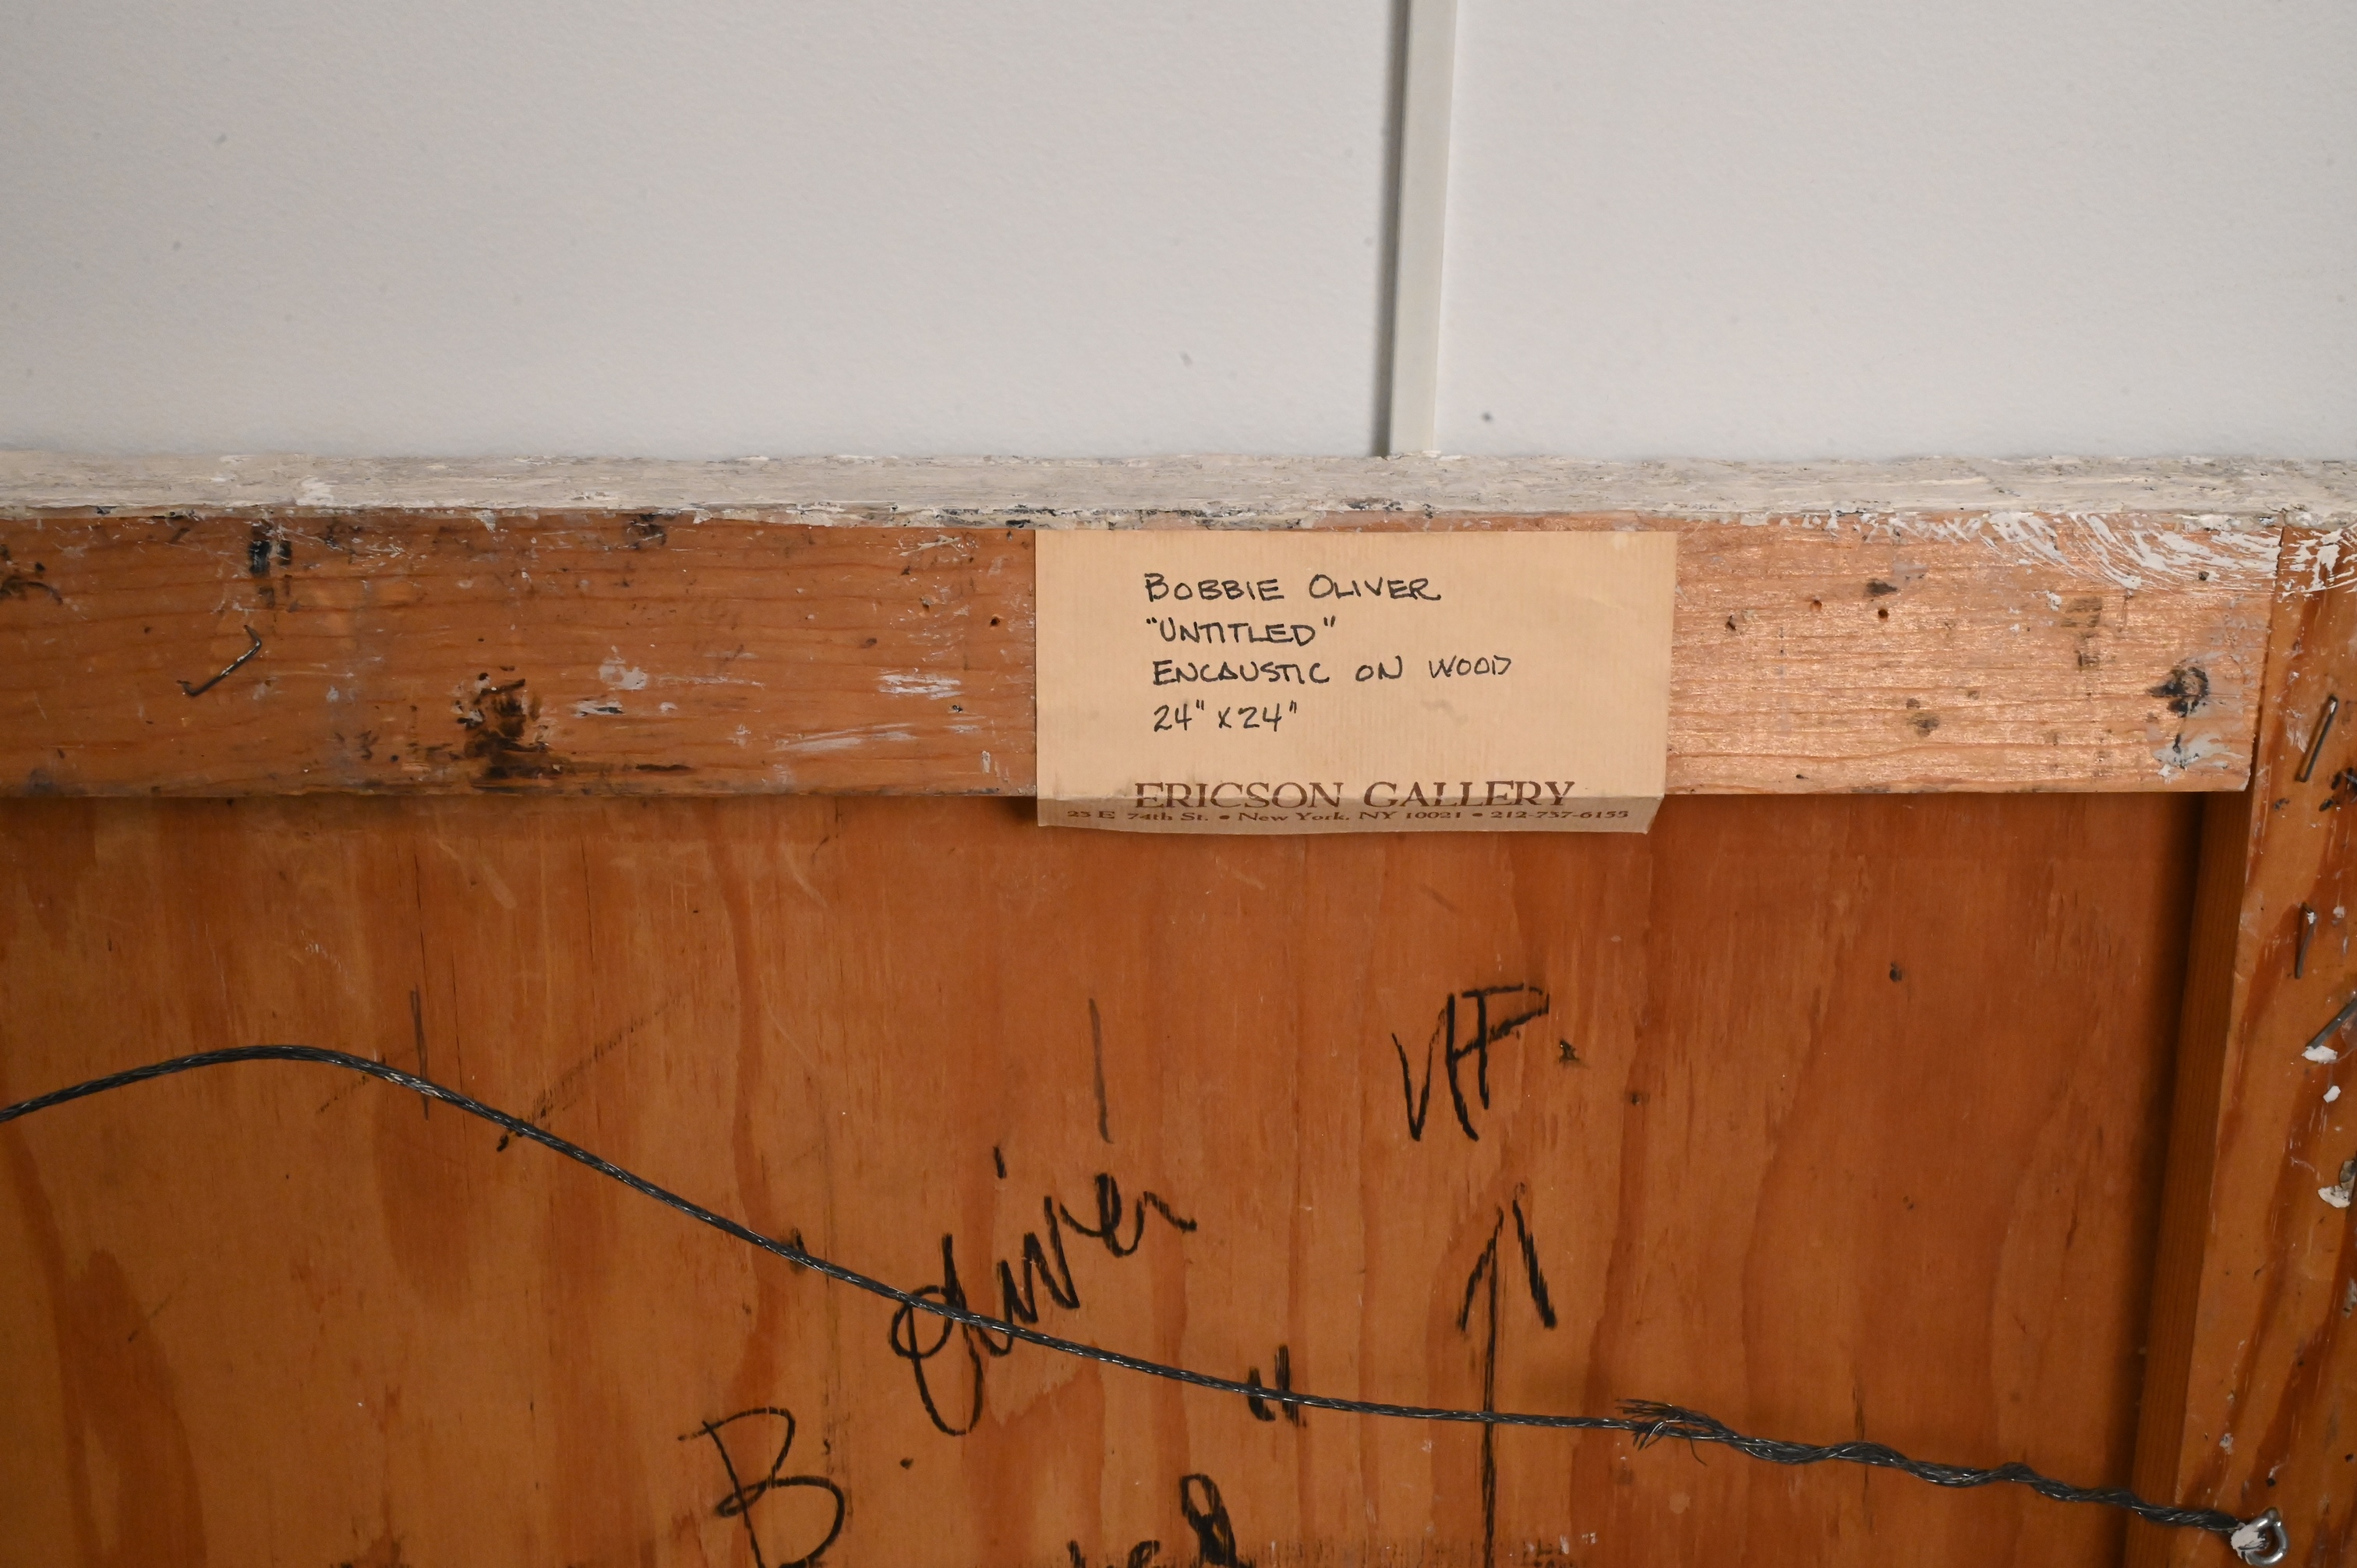 BOBBIE OLIVER
"UNTITLED"
ENCAUSTIC ON WOOD
24" X 24"
ERICSON GALLERY
23 E 74th St. • New York, NY 10021 • 212-737-6155
B. Oliver
"